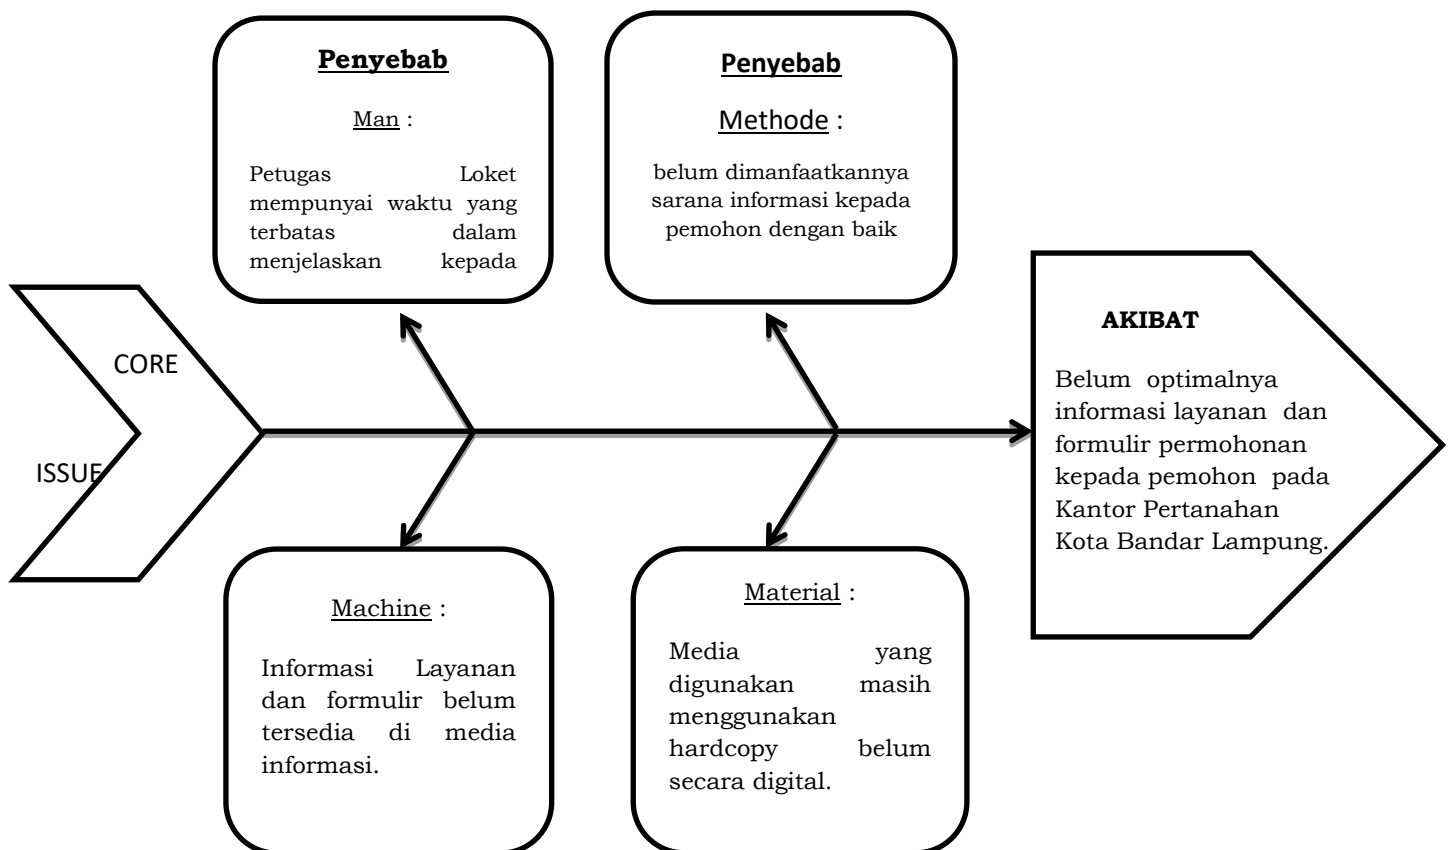 Penyebab
Man :
Petugas Loket
mempunyai waktu yang
terbatas dalam
menjelaskan kepada
Penyebab
Methode :
belum dimanfaatkannya
sarana informasi kepada
pemohon dengan baik
CORE
ISSUE
AKIBAT
Belum optimalnya
informasi layanan dan
formulir permohonan
kepada pemohon pada
Kantor Pertanahan
Kota Bandar Lampung.
Machine :
Informasi Layanan
dan formulir belum
tersedia di media
informasi.
Material :
Media yang
digunakan masih
menggunakan
hardcopy belum
secara digital.